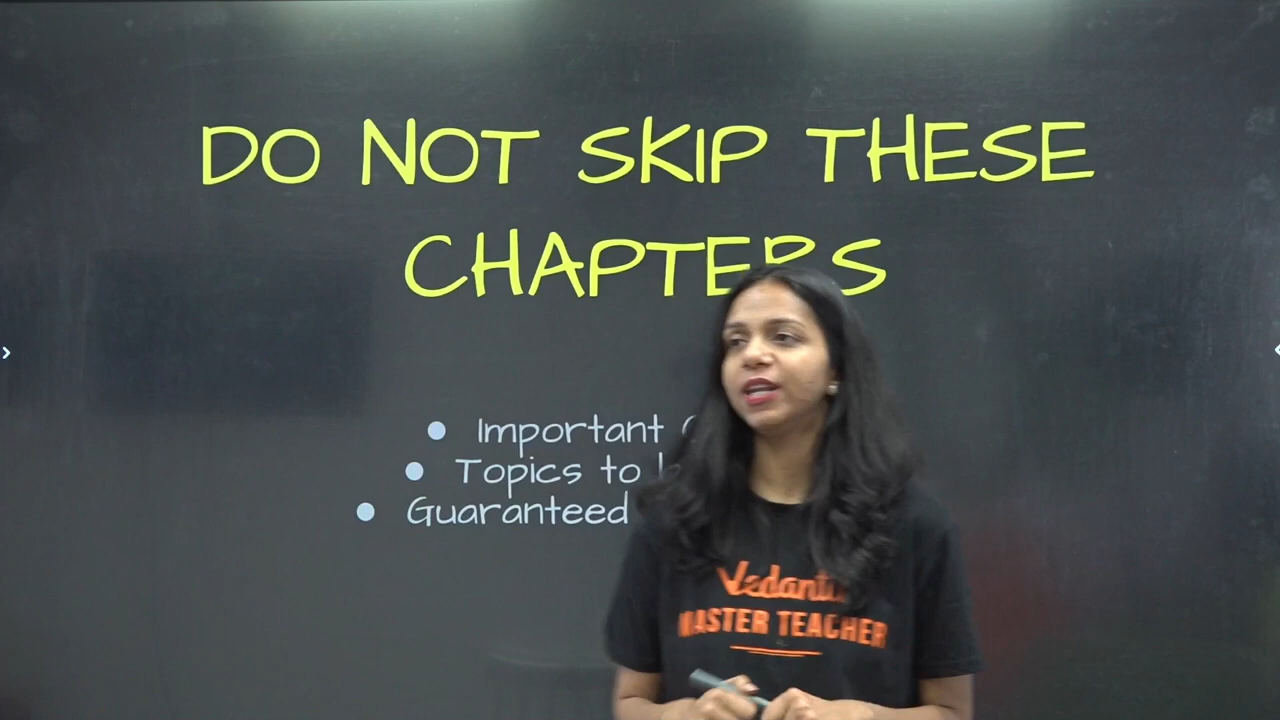 DO NOT SKIP THESE
CHAPTERS
• Important
• Topics to
• Guaranteed
Vedantu
MASTER TEACHER